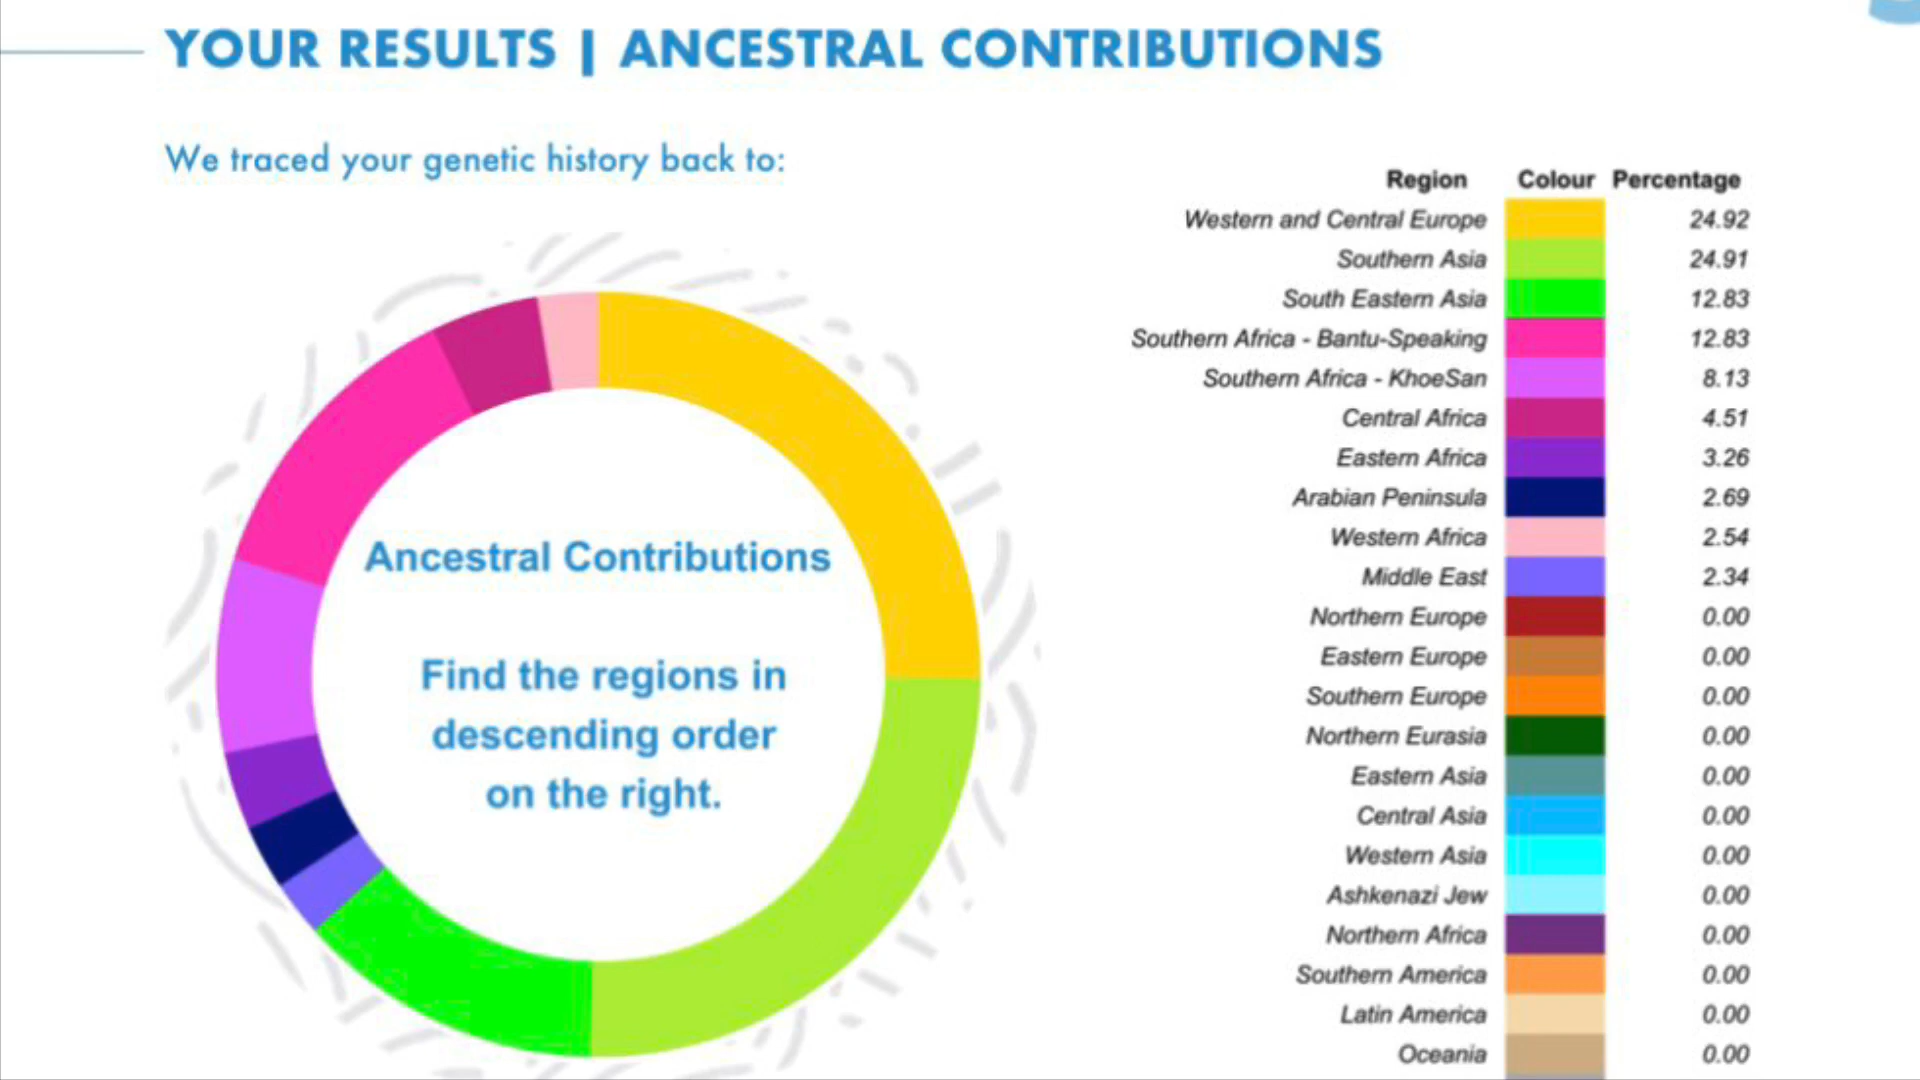 YOUR RESULTS | ANCESTRAL CONTRIBUTIONS
We traced your genetic history back to:
Ancestral Contributions
Find the regions in
descending order
on the right.
Region Colour Percentage
Western and Central Europe 24.92
Southern Asia 24.91
South Eastern Asia 12.83
Southern Africa - Bantu-Speaking 12.83
Southern Africa - KhoeSan 8.13
Central Africa 4.51
Eastern Africa 3.26
Arabian Peninsula 2.69
Western Africa 2.54
Middle East 2.34
Northern Europe 0.00
Eastern Europe 0.00
Southern Europe 0.00
Northern Eurasia 0.00
Eastern Asia 0.00
Central Asia 0.00
Western Asia 0.00
Ashkenazi Jew 0.00
Northern Africa 0.00
Southern America 0.00
Latin America 0.00
Oceania 0.00